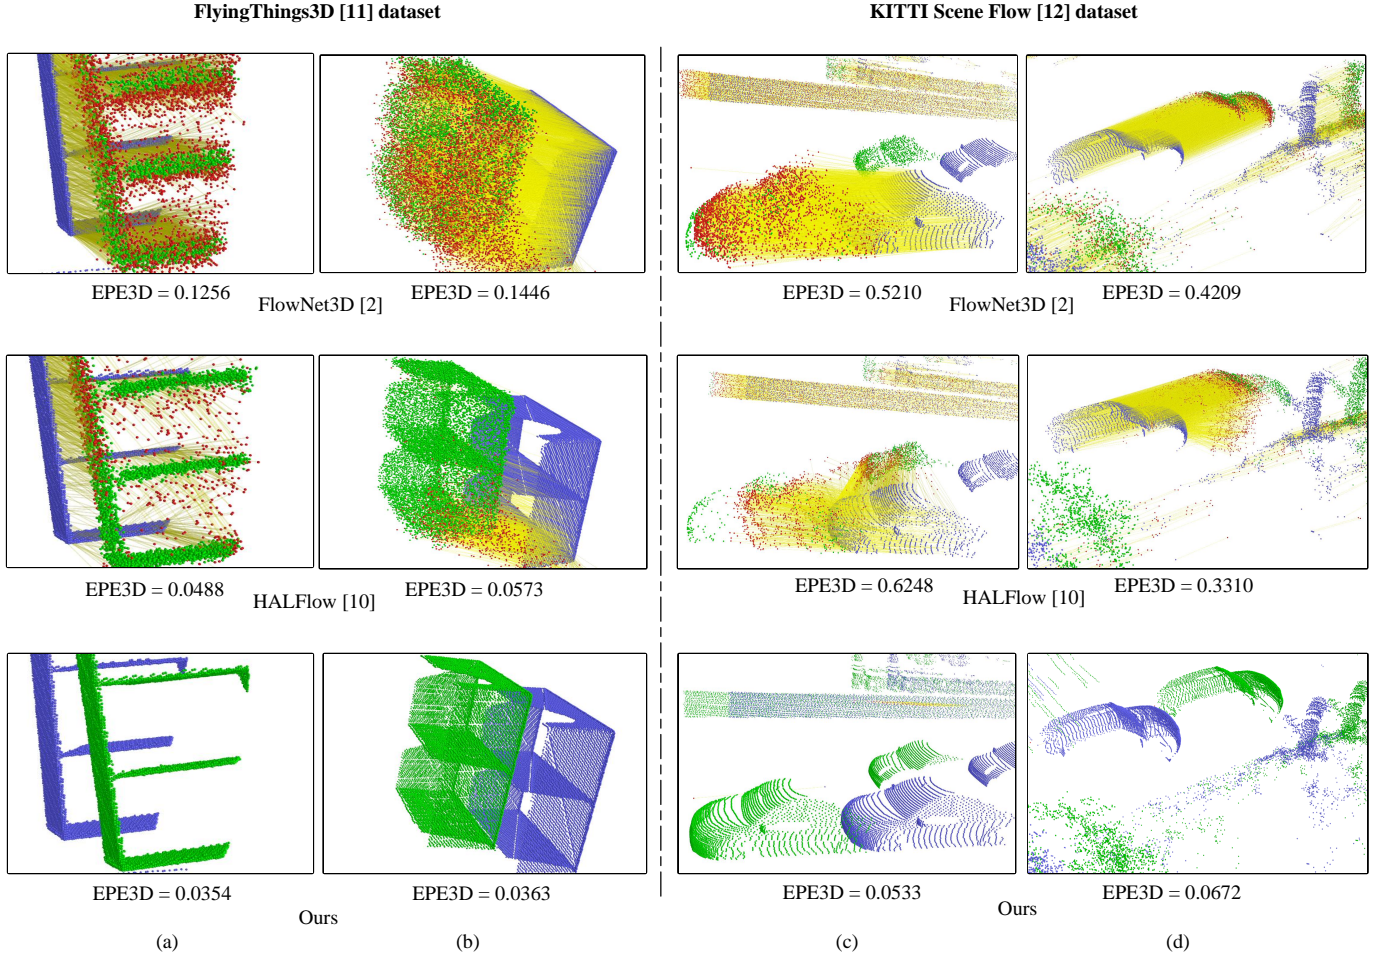 FlyingThings3D [11] dataset
KITTI Scene Flow [12] dataset
EPE3D = 0.1256
EPE3D = 0.1446
EPE3D = 0.5210
EPE3D = 0.4209
FlowNet3D [2]
FlowNet3D [2]
EPE3D = 0.0488
EPE3D = 0.0573
EPE3D = 0.6248
EPE3D = 0.3310
HALFlow [10]
HALFlow [10]
EPE3D = 0.0354
EPE3D = 0.0363
EPE3D = 0.0533
EPE3D = 0.0672
Ours
Ours
(a)
(b)
(c)
(d)